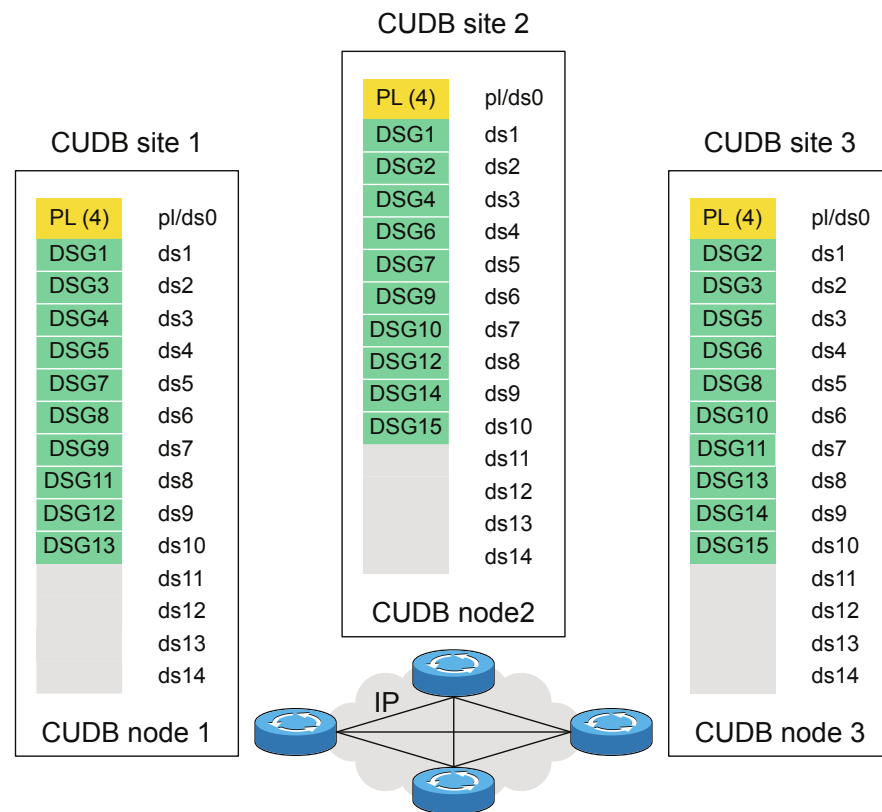 CUDB site 1
PL (4) pl/ds0
DSG1 ds1
DSG3 ds2
DSG4 ds3
DSG5 ds4
DSG7 ds5
DSG8 ds6
DSG9 ds7
DSG11 ds8
DSG12 ds9
DSG13 ds10
ds11
ds12
ds13
ds14
CUDB node 1
CUDB site 2
PL (4) pl/ds0
DSG1 ds1
DSG2 ds2
DSG4 ds3
DSG6 ds4
DSG7 ds5
DSG9 ds6
DSG10 ds7
DSG12 ds8
DSG14 ds9
DSG15 ds10
ds11
ds12
ds13
ds14
CUDB node2
IP
CUDB site 3
PL (4) pl/ds0
DSG2 ds1
DSG3 ds2
DSG5 ds3
DSG6 ds4
DSG8 ds5
DSG10 ds6
DSG11 ds7
DSG13 ds8
DSG14 ds9
DSG15 ds10
ds11
ds12
ds13
ds14
CUDB node 3